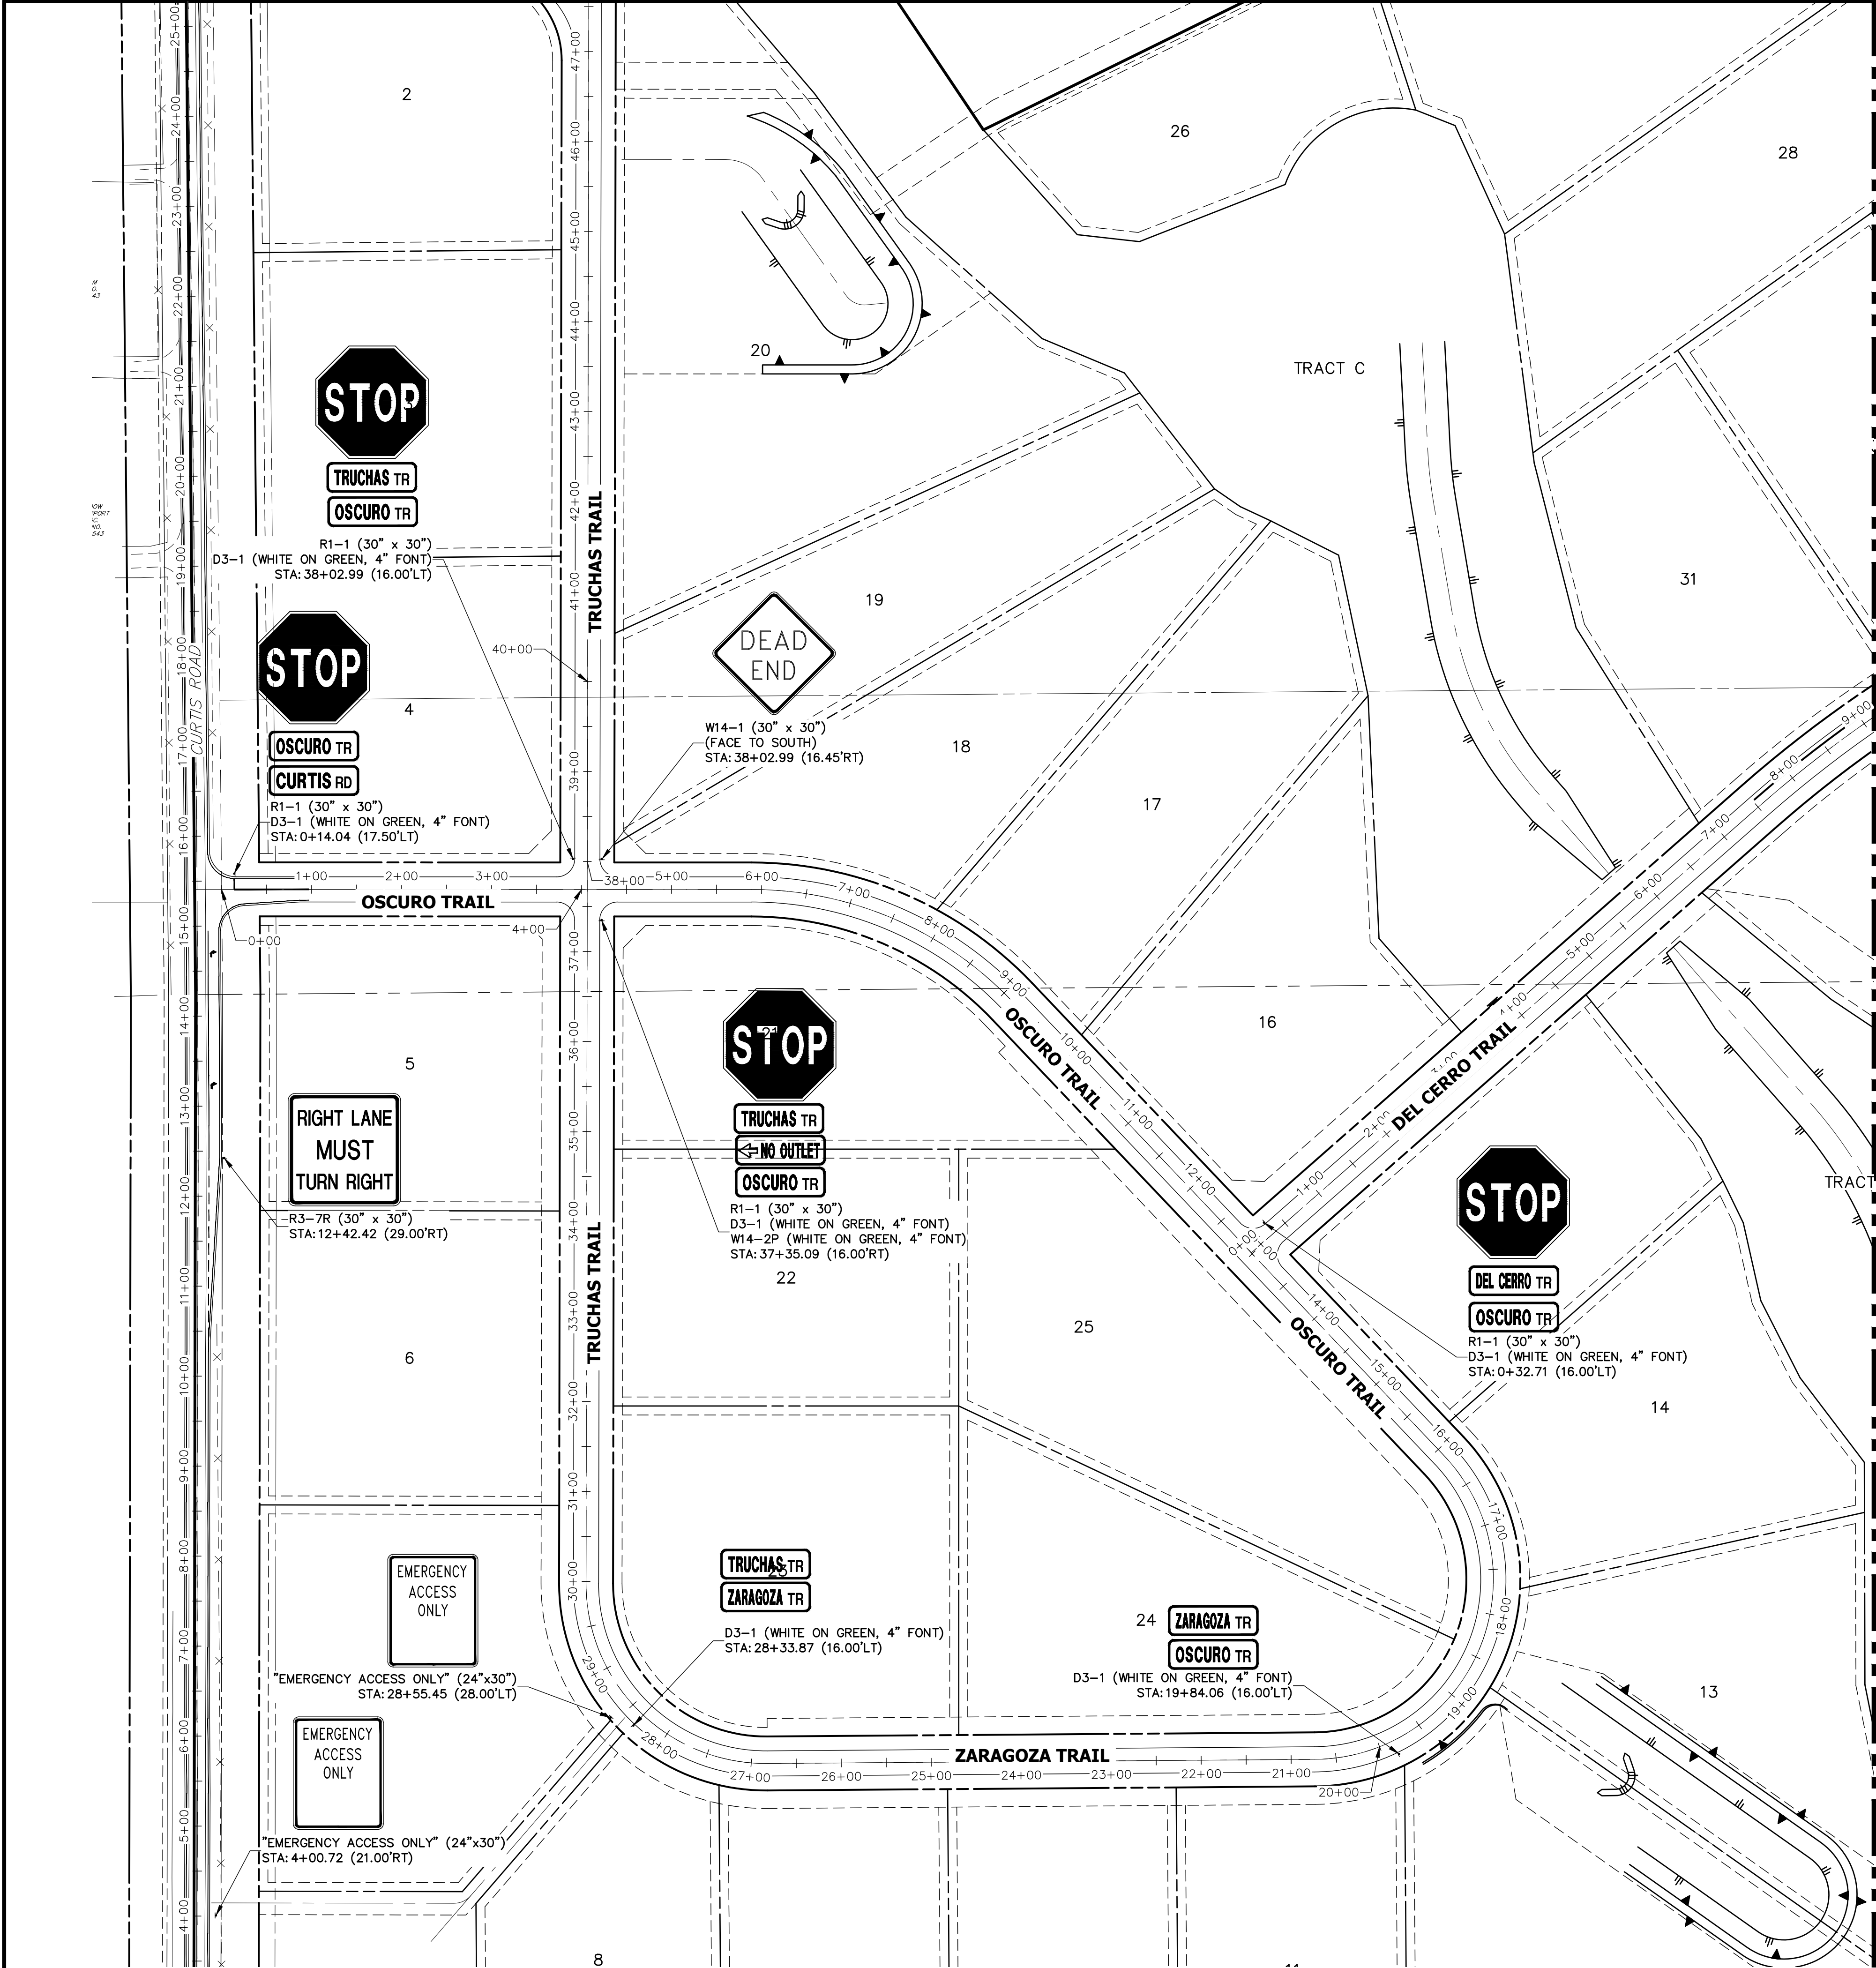 25+00
24+00
23+00
22+00
21+00
20+00
19+00
18+00
CURTIS ROAD
17+00
16+00
15+00
14+00
13+00
12+00
11+00
10+00
9+00
8+00
7+00
6+00
5+00
4+00
M
D.
43
PORT
NO.
543
2
STOP
TRUCHAS TR
OSCURO TR
R1-1 (30" x 30")
D3-1 (WHITE ON GREEN, 4" FONT)
STA: 38+02.99 (16.00'LT)
STOP
4
OSCURO TR
CURTIS RD
R1-1 (30" x 30")
D3-1 (WHITE ON GREEN, 4" FONT)
STA: 0+14.04 (17.50'LT)
47+00
46+00
45+00
44+00
43+00
42+00
TRUCHAS TRAIL
41+00
40+00
39+00
38+00
20
26
28
TRACT C
31
19
DEAD
END
W14-1 (30" x 30")
(FACE TO SOUTH)
STA: 38+02.99 (16.45'RT)
18
17
16
0+00
1+00
2+00
3+00
OSCURO TRAIL
4+00
5+00
6+00
7+00
8+00
9+00
OSCURO TRAIL
10+00
11+00
12+00
9+00
8+00
7+00
6+00
5+00
4+00
3+00
DEL CERRO TRAIL
2+00
1+00
0+00
TRACT
5
RIGHT LANE
MUST
TURN RIGHT
R3-7R (30" x 30")
STA: 12+42.42 (29.00'RT)
6
37+00
36+00
35+00
34+00
TRUCHAS TRAIL
33+00
32+00
31+00
30+00
29+00
28+00
STOP
21
TRUCHAS TR
NO OUTLET
OSCURO TR
R1-1 (30" x 30")
D3-1 (WHITE ON GREEN, 4" FONT)
W14-2P (WHITE ON GREEN, 4" FONT)
STA: 37+35.09 (16.00'RT)
22
25
STOP
DEL CERRO TR
OSCURO TR
R1-1 (30" x 30")
D3-1 (WHITE ON GREEN, 4" FONT)
STA: 0+32.71 (16.00'LT)
14
14+00
OSCURO TRAIL
15+00
16+00
17+00
18+00
19+00
EMERGENCY
ACCESS
ONLY
"EMERGENCY ACCESS ONLY" (24"x30")
STA: 28+55.45 (28.00'LT)
EMERGENCY
ACCESS
ONLY
"EMERGENCY ACCESS ONLY" (24"x30")
STA: 4+00.72 (21.00'RT)
TRUCHAS TR
23
ZARAGOZA TR
D3-1 (WHITE ON GREEN, 4" FONT)
STA: 28+33.87 (16.00'LT)
24
ZARAGOZA TR
OSCURO TR
D3-1 (WHITE ON GREEN, 4" FONT)
STA: 19+84.06 (16.00'LT)
13
ZARAGOZA TRAIL
27+00
26+00
25+00
24+00
23+00
22+00
21+00
20+00
8